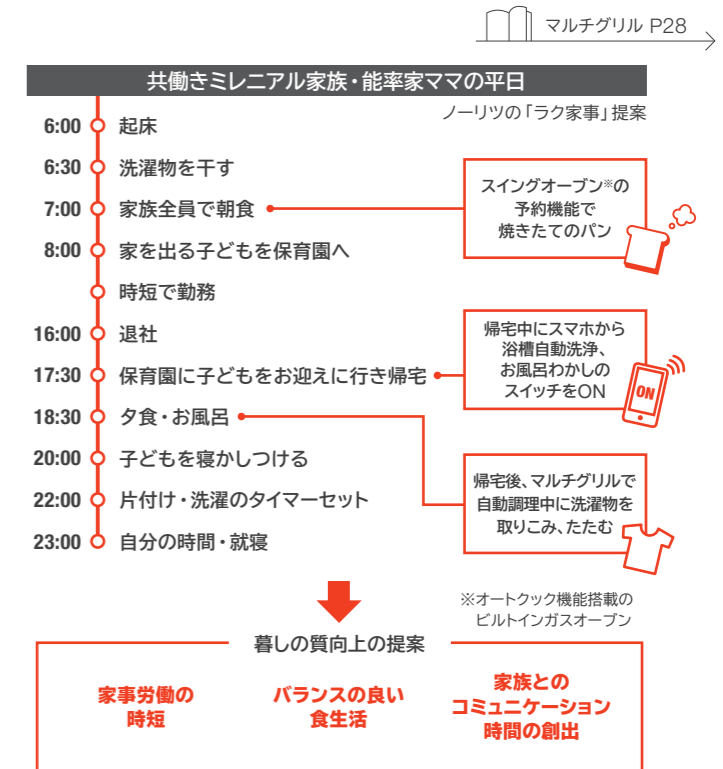 マルチグリル P28
共働きミレニアル家族・能率家ママの平日
ノーリツの「ラク家事」提案
6:00 起床
6:30 洗濯物を干す
7:00 家族全員で朝食
スイングオーブン※の
予約機能で
焼きたてのパン
8:00 家を出る子どもを保育園へ
時短で勤務
16:00 退社
17:30 保育園に子どもをお迎えに行き帰宅
帰宅中にスマホから
浴槽自動洗浄、
お風呂わかしの
スイッチをON
ON
18:30 夕食・お風呂
20:00 子どもを寝かしつける
22:00 片付け・洗濯のタイマーセット
23:00 自分の時間・就寝
帰宅後、マルチグリルで
自動調理中に洗濯物を
取りこみ、たたむ
※オートクック機能搭載の
ビルトインガスオーブン
暮しの質向上の提案
家事労働の
時短
バランスの良い
食生活
家族との
コミュニケーション
時間の創出